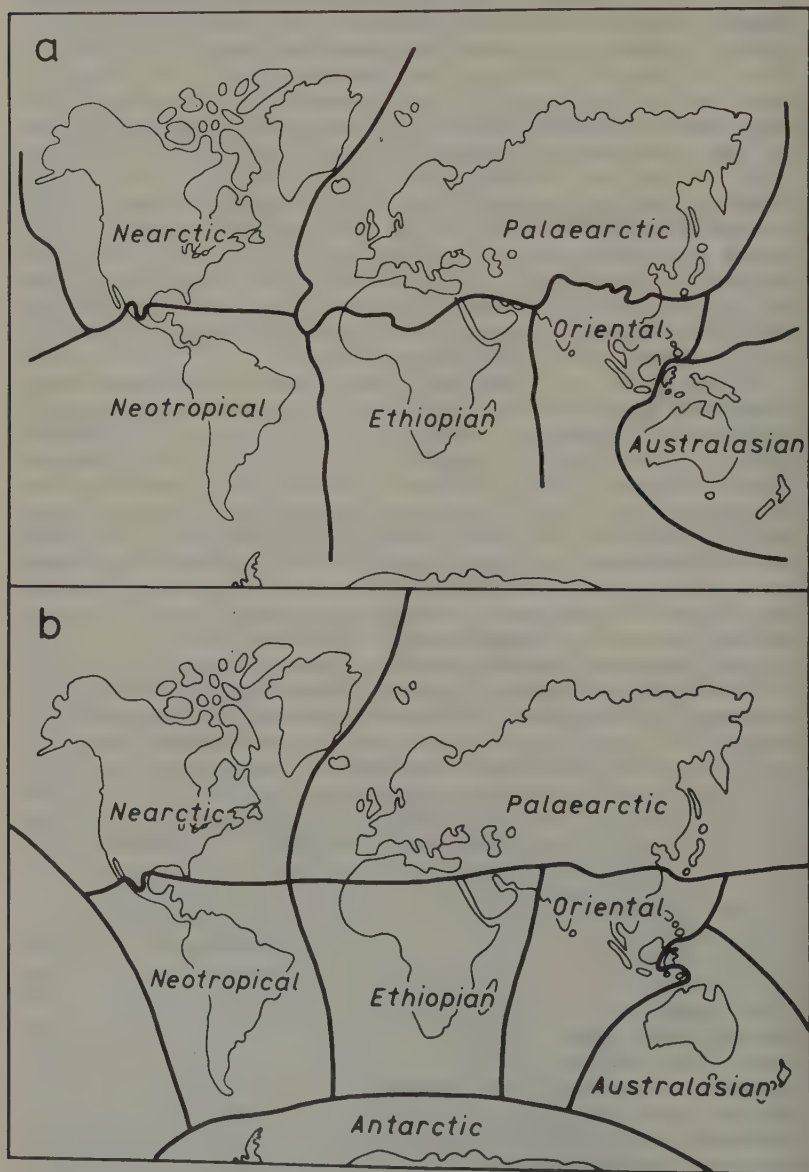 a
Nearctic
Palaearctic
Oriental
Neotropical
Ethiopian
Australasian
b
Nearctic
Palaearctic
Oriental
Neotropical
Ethiopian
Australasian
Antarctic